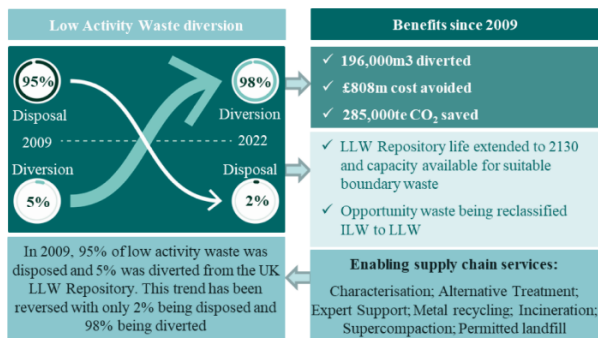 Low Activity Waste diversion
95%
Disposal
2009
Diversion
5%
98%
Diversion
2022
Disposal
2%
In 2009, 95% of low activity waste was
disposed and 5% was diverted from the UK
LLW Repository. This trend has been
reversed with only 2% being disposed and
98% being diverted
Benefits since 2009
✓ 196,000m3 diverted
✓ £808m cost avoided
✓ 285,000te CO₂ saved
✓ LLW Repository life extended to 2130
and capacity available for suitable
boundary waste
✓ Opportunity waste being reclassified
ILW to LLW
Enabling supply chain services:
Characterisation; Alternative Treatment;
Expert Support; Metal recycling; Incineration;
Supercompaction; Permitted landfill